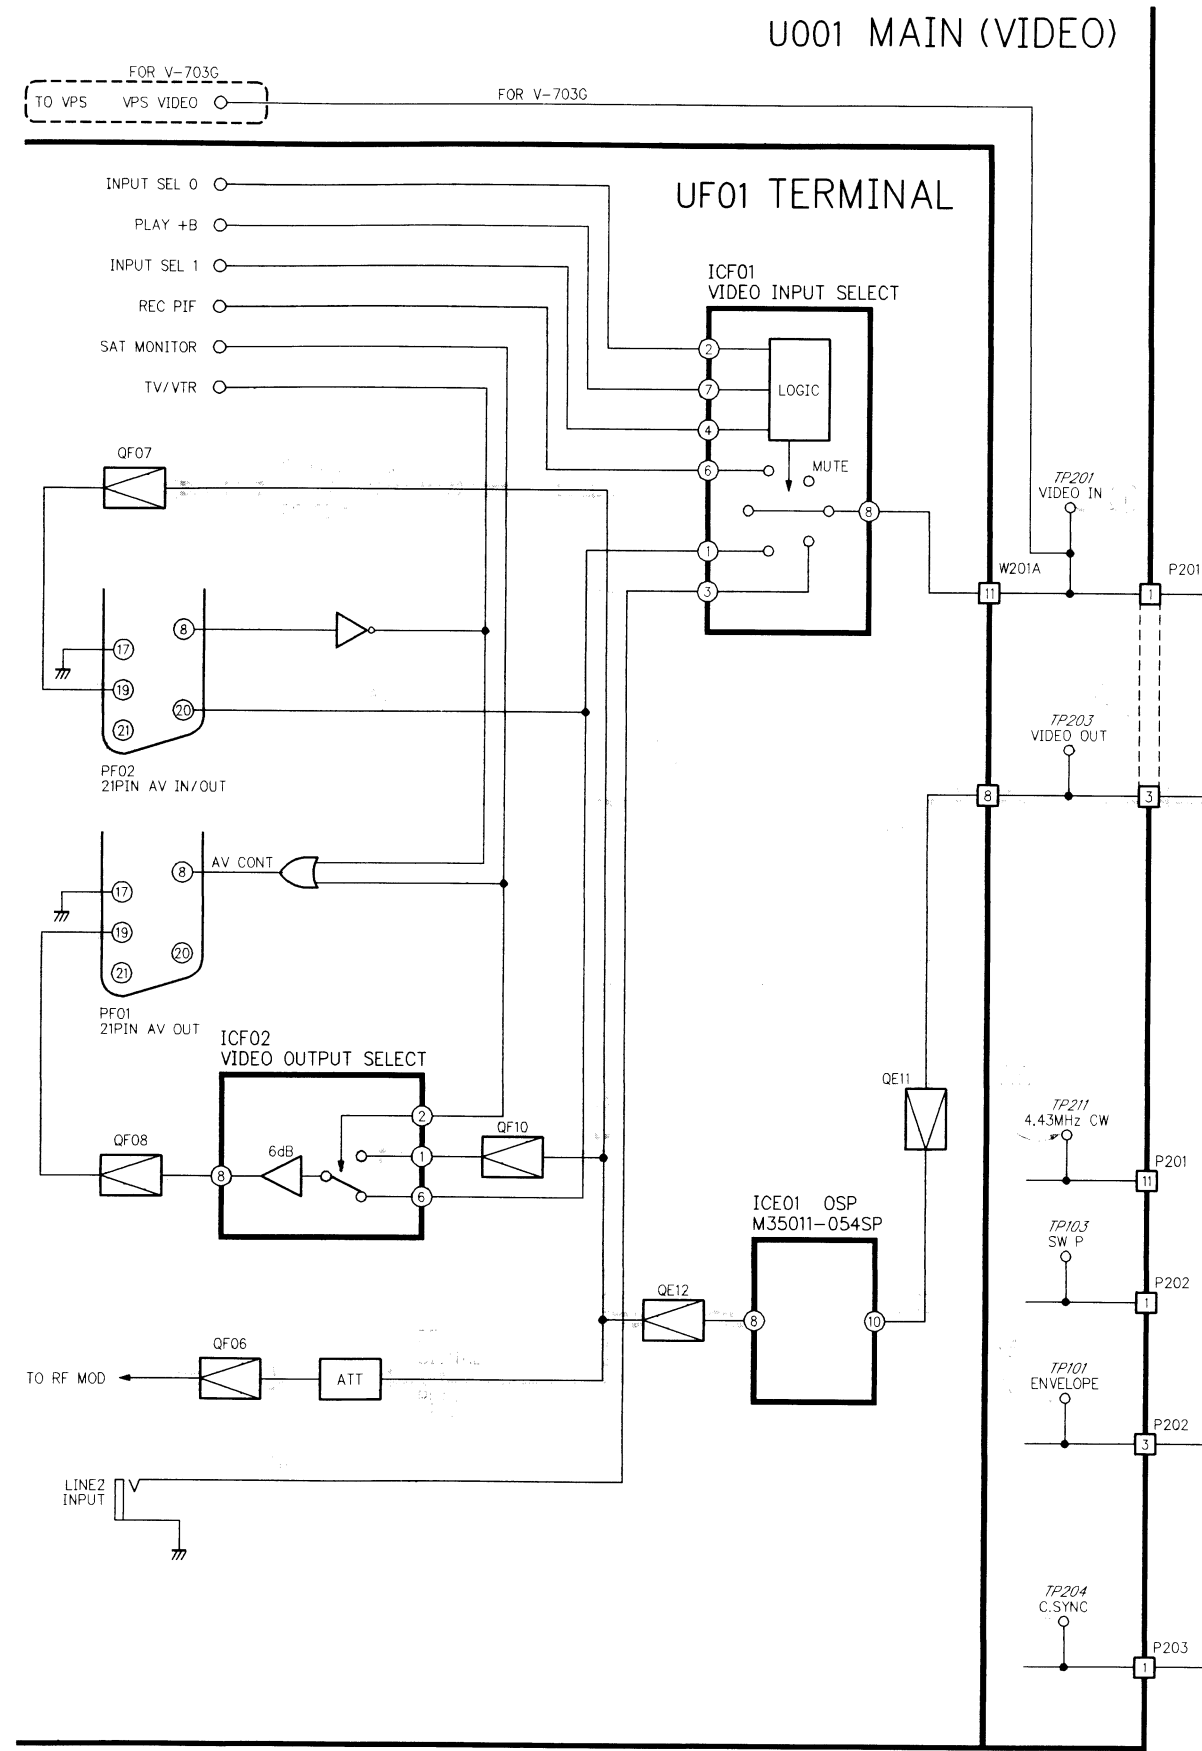 U001 MAIN (VIDEO)
FOR V-703G
TO VPS VPS VIDEO
FOR V-703G
INPUT SEL 0
UF01 TERMINAL
PLAY +B
INPUT SEL 1
ICF01
VIDEO INPUT SELECT
REC PIF
SAT MONITOR
2
TV/VTR
7
LOGIC
4
QF07
6
MUTE
TP201
VIDEO IN
8
1
W201A
P201
3
11
1
8
17
19
20
21
TP203
VIDEO OUT
PF02
21PIN AV IN/OUT
8
3
8
AV CONT
17
19
20
21
PF01
21PIN AV OUT
ICF02
VIDEO OUTPUT SELECT
QE11
TP211
4.43MHz CW
2
QF08
6dB
QF10
1
P201
8
11
6
ICE01 OSP
M35011-054SP
TP103
SW P
QE12
P202
1
8
10
QF06
TO RF MOD
ATT
TP101
ENVELOPE
P202
3
LINE2
INPUT
TP204
C.SYNC
P203
1